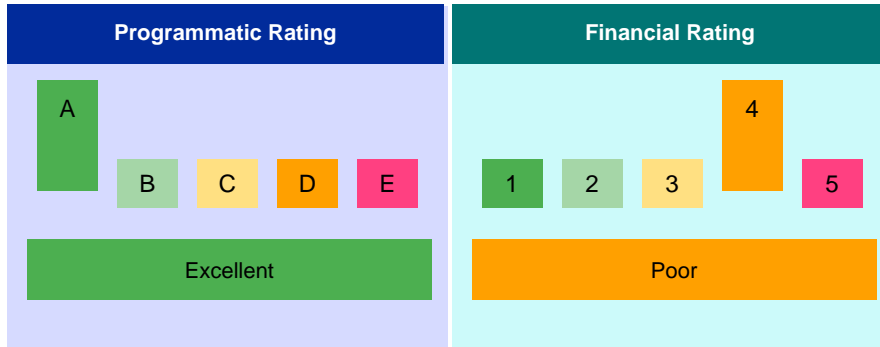 Programmatic Rating
A
B
C
D
E
Excellent
Financial Rating
1
2
3
4
5
Poor